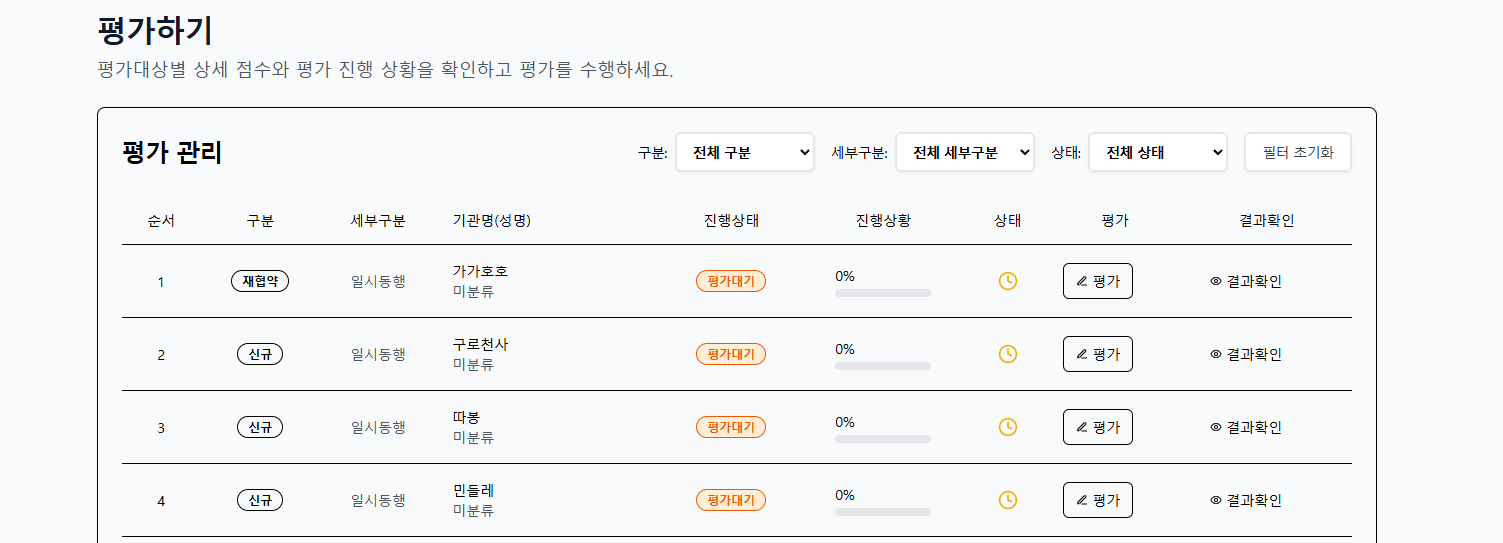 평가하기
평가대상별 상세 점수와 평가 진행 상황을 확인하고 평가를 수행하세요.
평가 관리
구분: 전체 구분 세부구분: 전체 세부구분 상태: 전체 상태 필터 초기화
순서 구분 세부구분 기관명(성명) 진행상태 진행상황 상태 평가 결과확인
1 재협약 일시동행 가가호호 미분류 평가대기 0% 평가 결과확인
2 신규 일시동행 구로천사 미분류 평가대기 0% 평가 결과확인
3 신규 일시동행 따봉 미분류 평가대기 0% 평가 결과확인
4 신규 일시동행 민들레 미분류 평가대기 0% 평가 결과확인